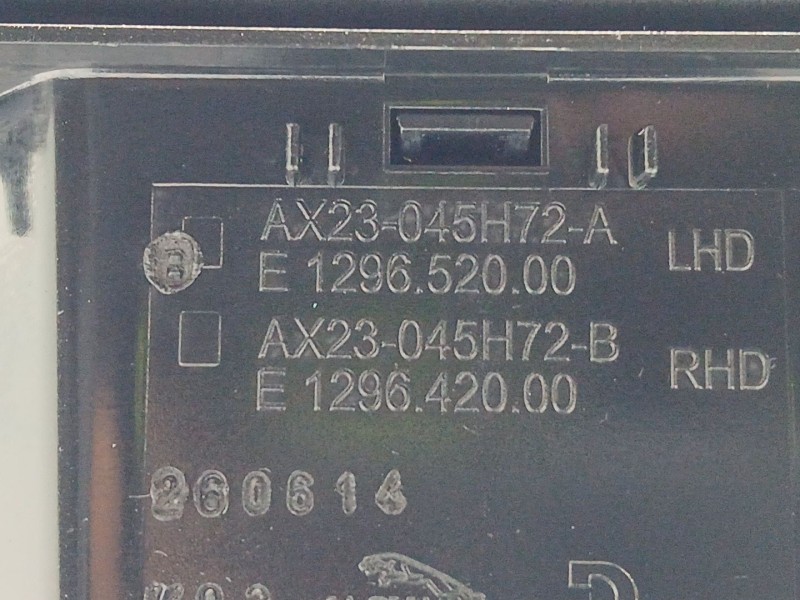 AX23-045H72-A LHD
E 1296.520.00
AX23-045H72-B RHD
E 1296.420.00
260614